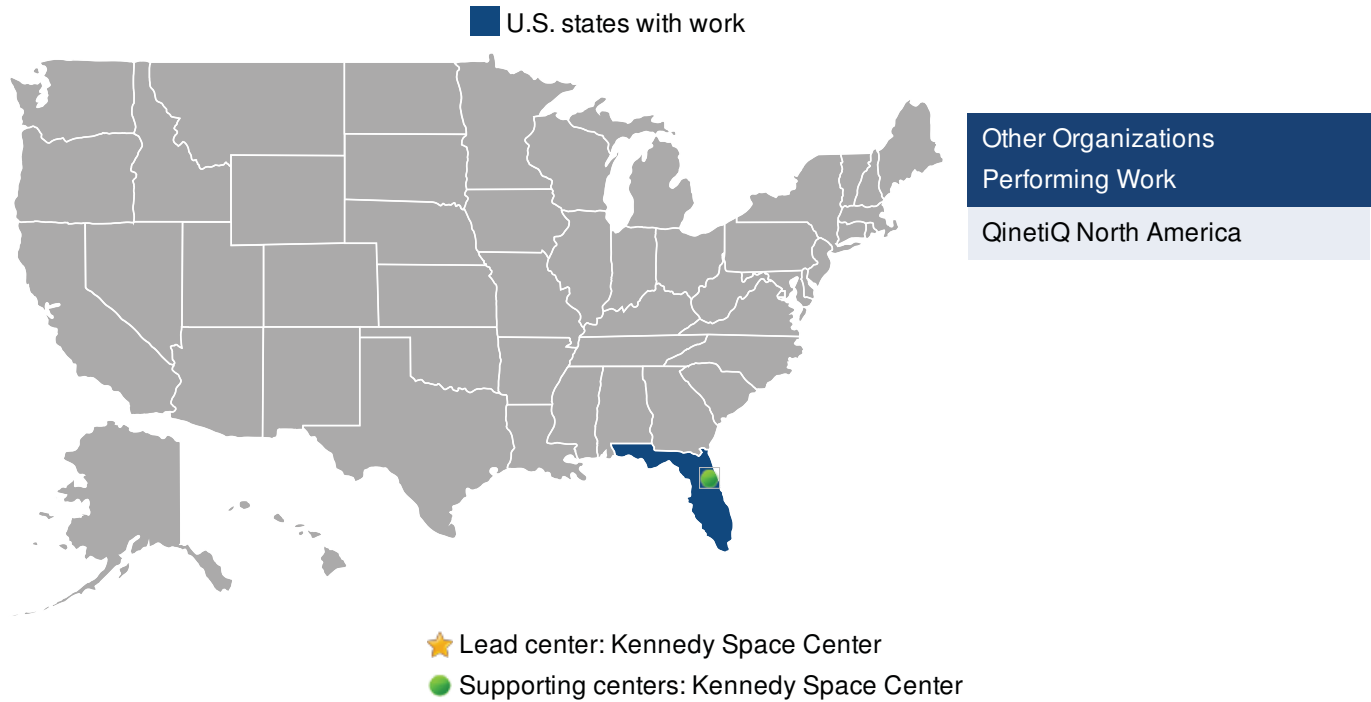 U.S. states with work
Other Organizations
Performing Work
QinetiQ North America
Lead center: Kennedy Space Center
Supporting centers: Kennedy Space Center